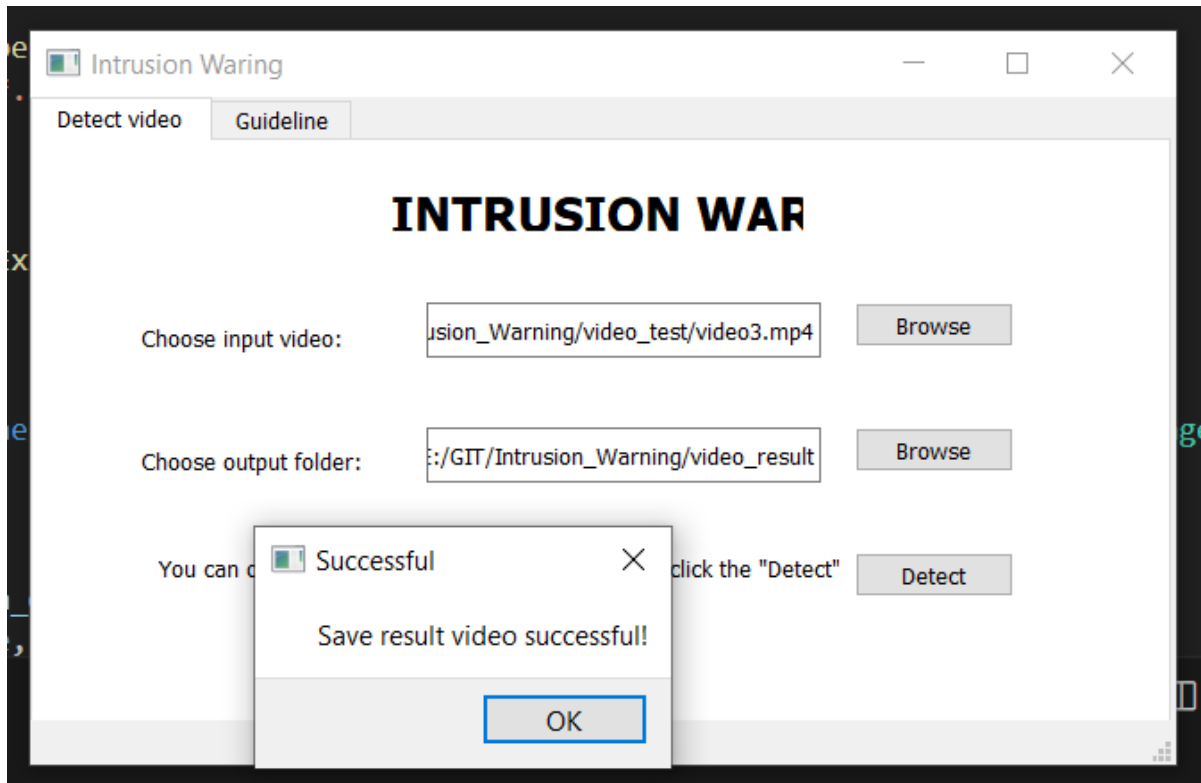 Intrusion Waring
Detect video
Guideline
INTRUSION WAR
Choose input video:
usion_Warning/video_test/video3.mp4
Browse
Choose output folder:
E:/GIT/Intrusion_Warning/video_result
Browse
You can
click the "Detect"
Detect
Successful
Save result video successful!
OK